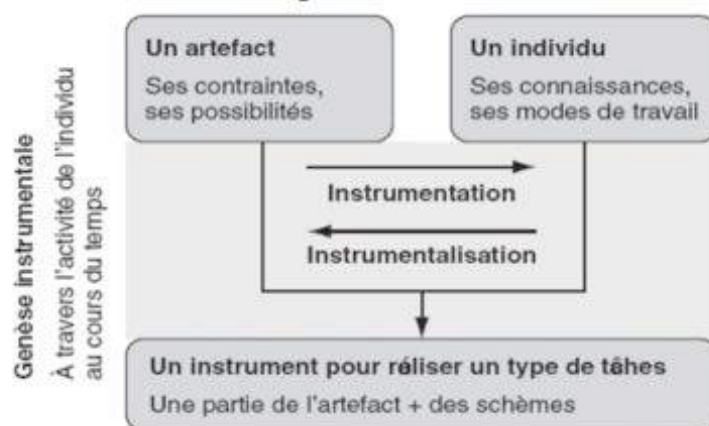 Un artefact
Ses contraintes,
ses possibilités
Un individu
Ses connaissances,
ses modes de travail
Genèse instrumentale
À travers l'activité de l'individu
au cours du temps
Instrumentation
Instrumentalisation
Un instrument pour réaliser un type de tâches
Une partie de l'artefact + des schèmes